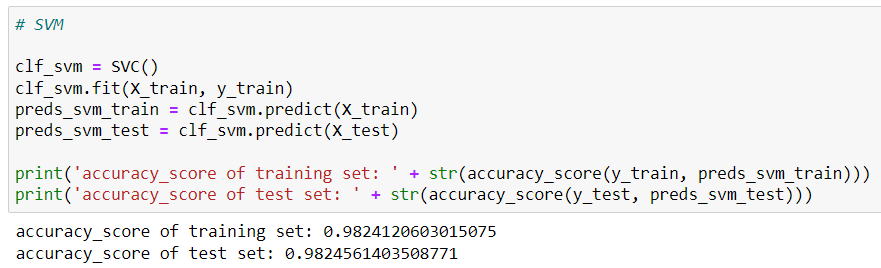 # SVM
clf_svm = SVC()
clf_svm.fit(X_train, y_train)
preds_svm_train = clf_svm.predict(X_train)
preds_svm_test = clf_svm.predict(X_test)
print('accuracy_score of training set: ' + str(accuracy_score(y_train, preds_svm_train)))
print('accuracy_score of test set: ' + str(accuracy_score(y_test, preds_svm_test)))
accuracy_score of training set: 0.9824120603015075
accuracy_score of test set: 0.9824561403508771